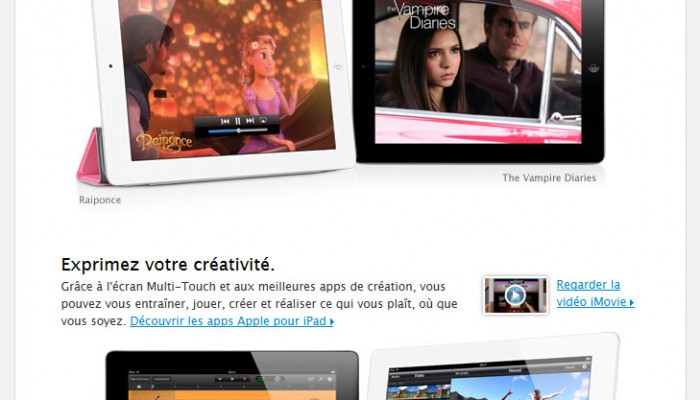 the Vampire
Diaries
Disney
Raiponce
The Vampire Diaries
Raiponce
Exprimez votre créativité.
Grâce à l'écran Multi-Touch et aux meilleures apps de création, vous
pouvez vous entraîner, jouer, créer et réaliser ce qui vous plaît, où que
vous soyez. Découvrir les apps Apple pour iPad
Regarder la
vidéo iMovie